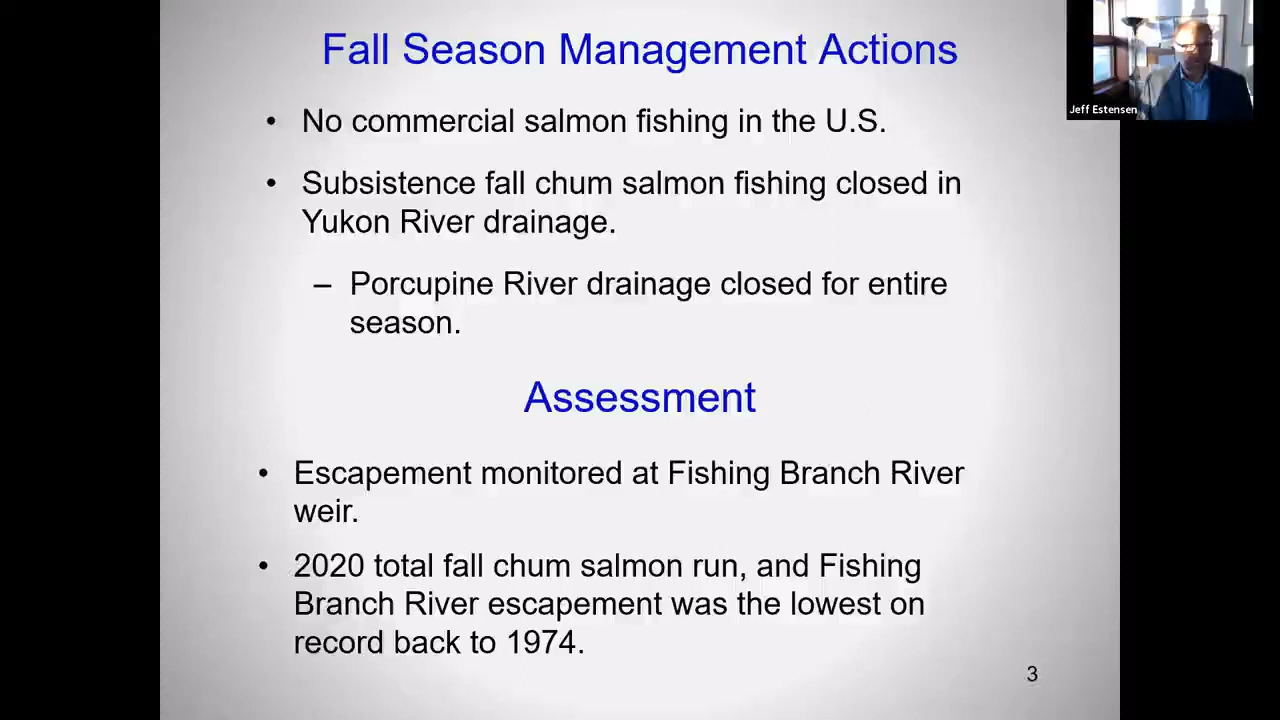 Fall Season Management Actions
Jeff Estensen
• No commercial salmon fishing in the U.S.
• Subsistence fall chum salmon fishing closed in
Yukon River drainage.
– Porcupine River drainage closed for entire
season.
Assessment
• Escapement monitored at Fishing Branch River
weir.
• 2020 total fall chum salmon run, and Fishing
Branch River escapement was the lowest on
record back to 1974.
3